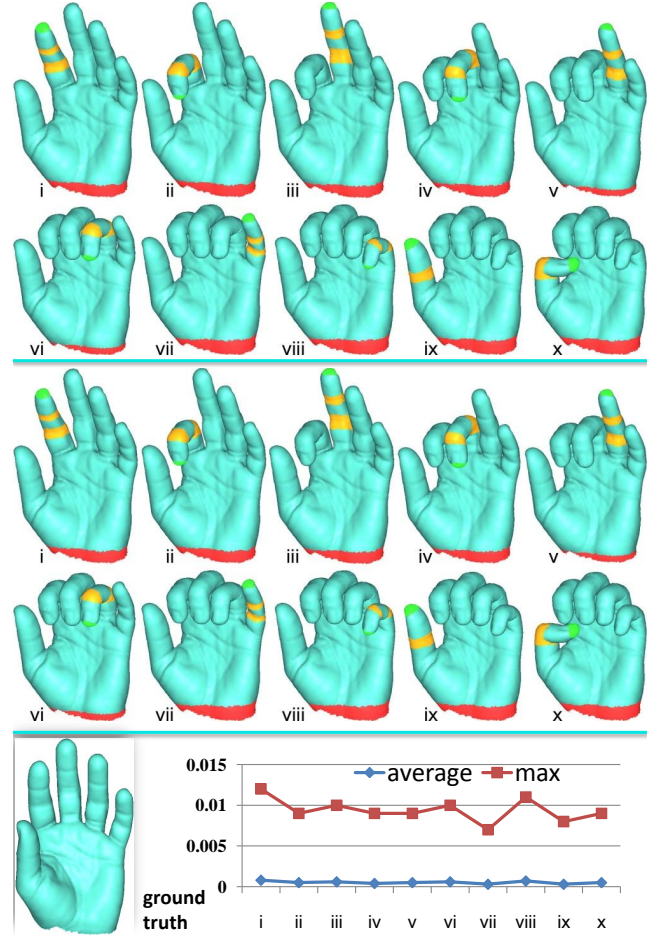 i ii iii iv v
vi vii viii ix x
i ii iii iv v
vi vii viii ix x
0.015
average max
0.01
0.005
0
ground
truth
i ii iii iv v vi vii viii ix x